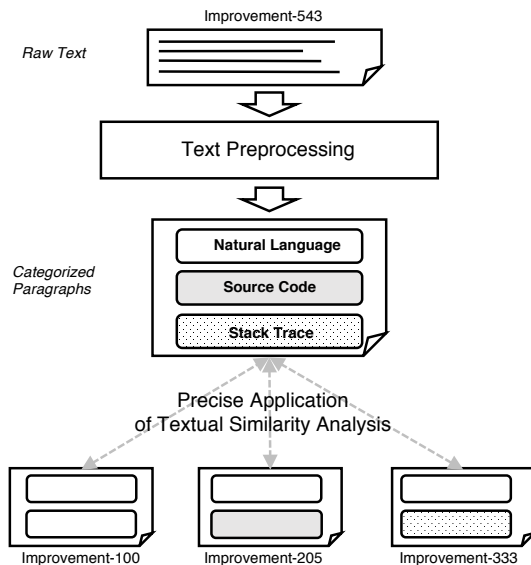 Improvement-543
Raw Text
Text Preprocessing
Natural Language
Categorized
Paragraphs
Source Code
Stack Trace
Precise Application
of Textual Similarity Analysis
Improvement-100
Improvement-205
Improvement-333